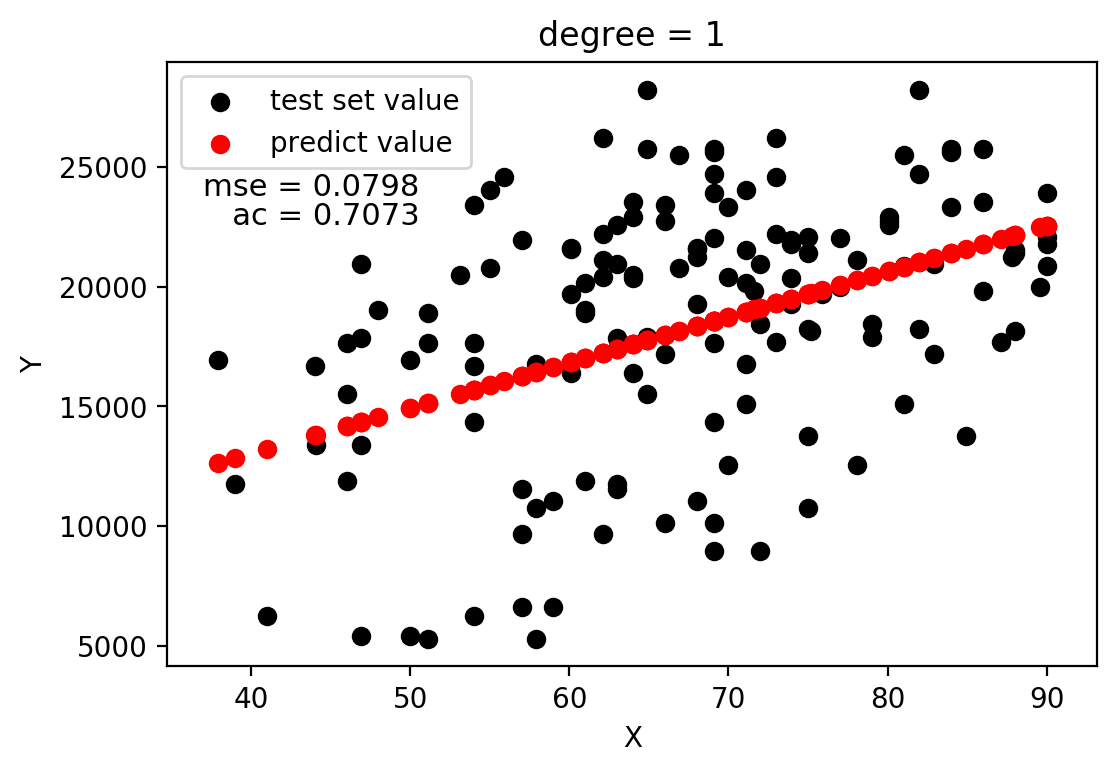 degree = 1
test set value
predict value
mse = 0.0798
ac = 0.7073
25000
20000
15000
10000
5000
Y
40 50 60 70 80 90
X